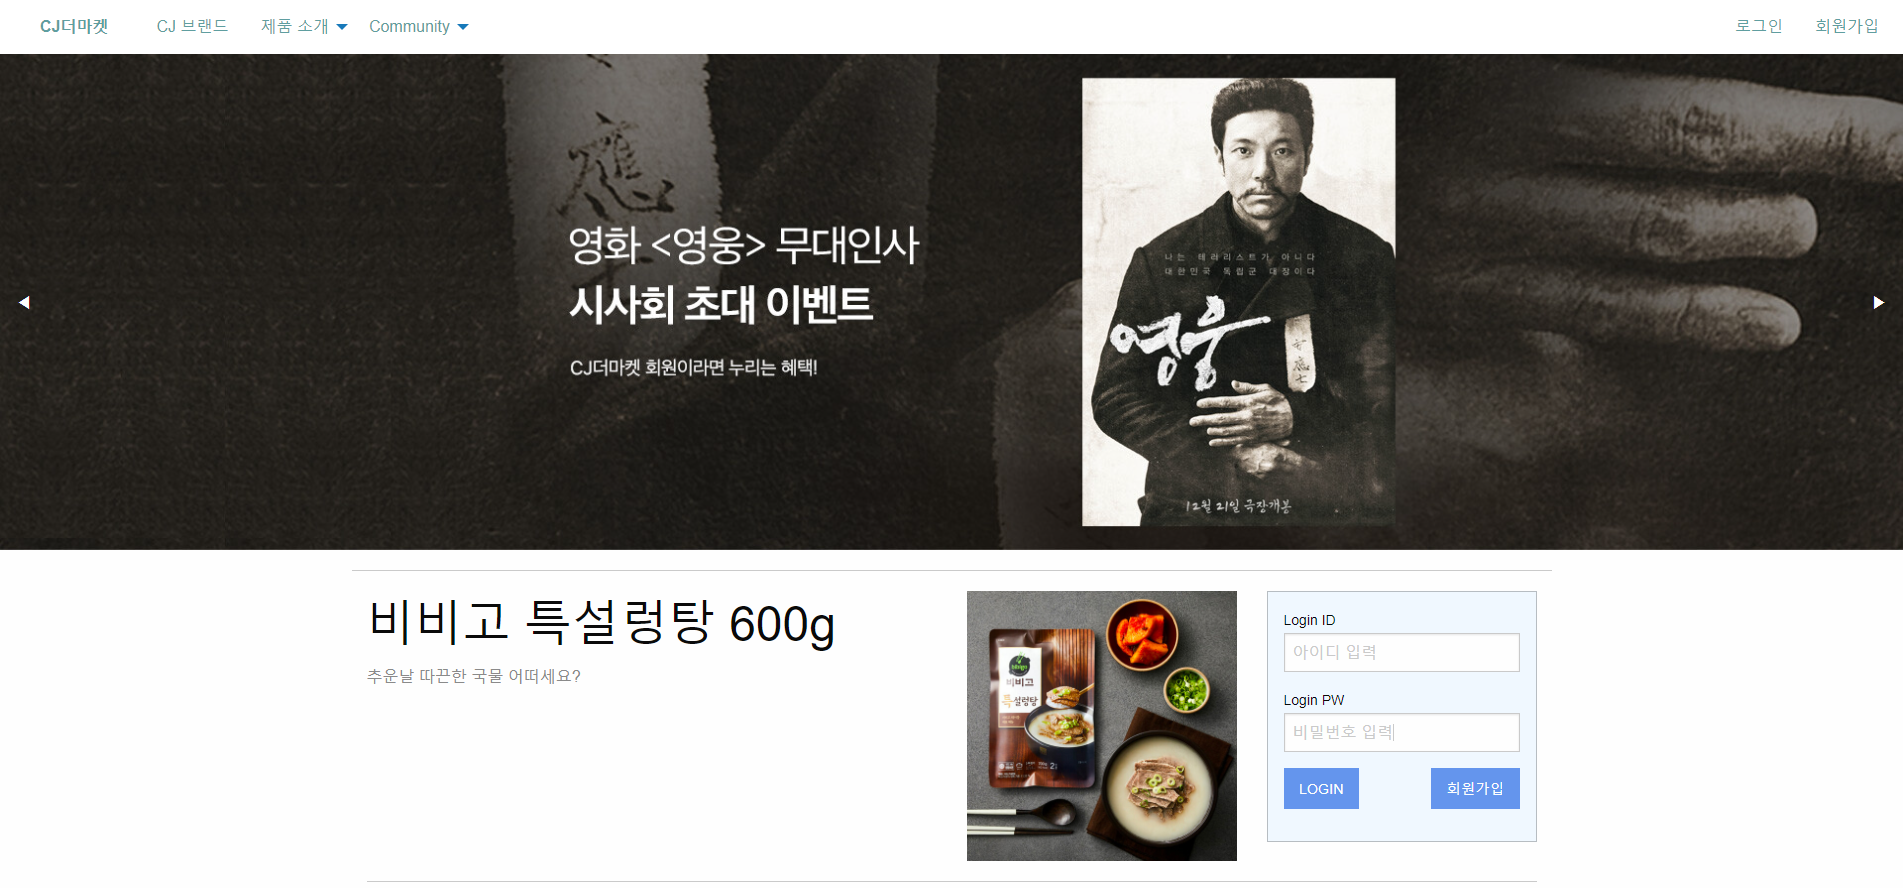 CJ더마켓 CJ 브랜드 제품 소개 Community 로그인 회원가입
영화 <영웅> 무대인사
시사회 초대 이벤트
CJ더마켓 회원이라면 누리는 혜택!
나는 테러리스트가 아니다
대한민국 독립군 대장이다
영웅
12월 21일 극장개봉
비비고 특설렁탕 600g
추운날 따끈한 국물 어떠세요?
비비고
특설렁탕
Login ID
아이디 입력
Login PW
비밀번호 입력
LOGIN 회원가입